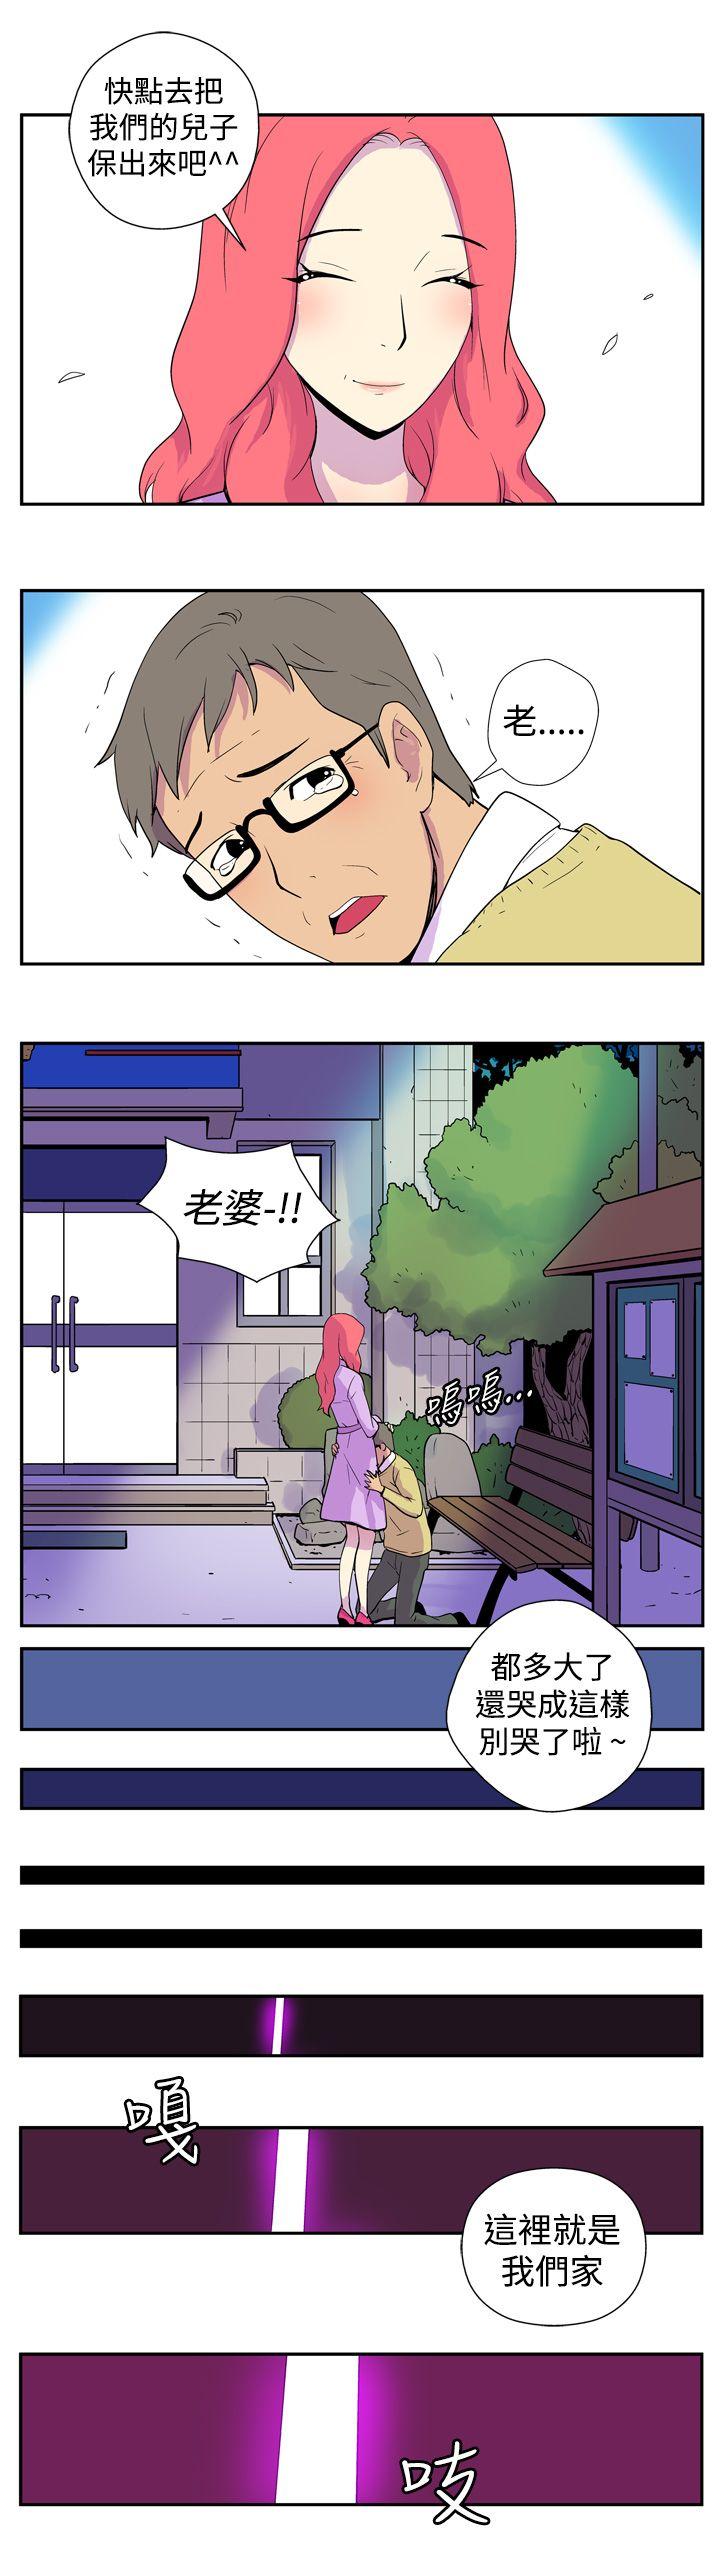 快點去把
我們的兒子
保出來吧^^
老.....
老婆-!!
嗚嗚...
都多大了
還哭成這樣
別哭了啦~
嘎
這裡就是
我們家
吱